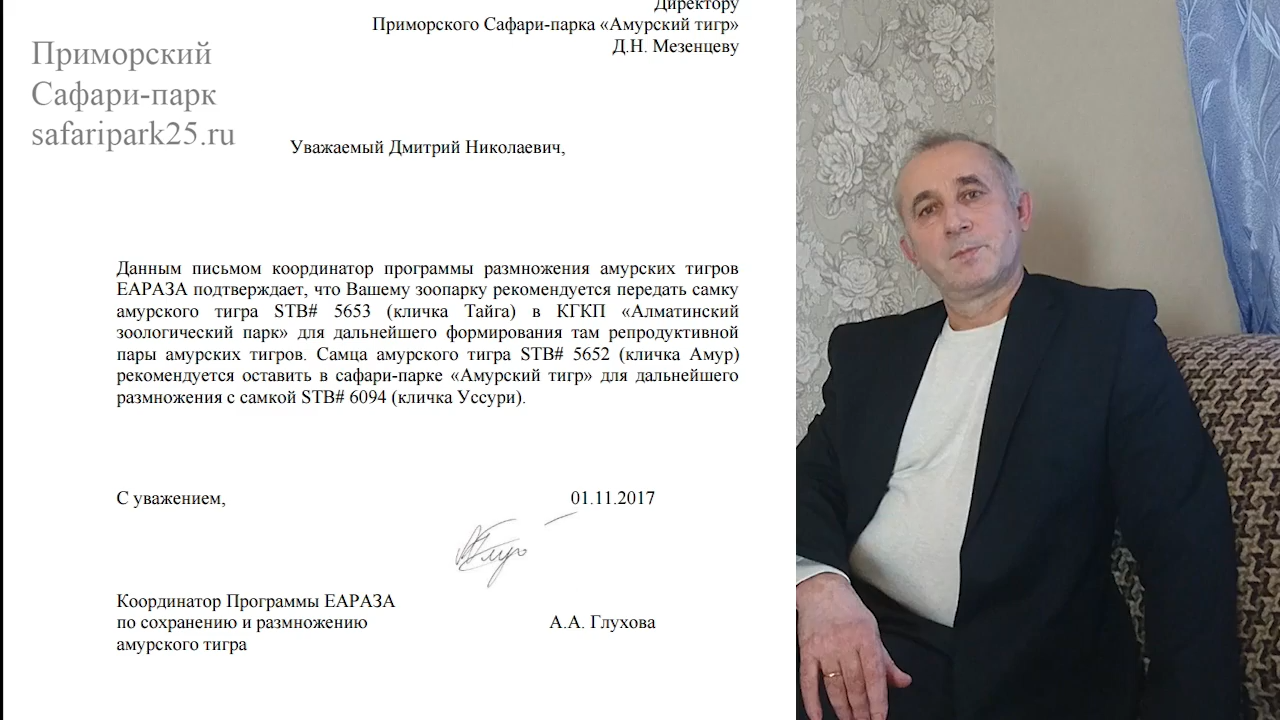 Директору
Приморского Сафари-парка «Амурский тигр»
Д.Н. Мезенцеву
Приморский
Сафари-парк
safaripark25.ru
Уважаемый Дмитрий Николаевич,
Данным письмом координатор программы размножения амурских тигров
ЕАРАЗА подтверждает, что Вашему зоопарку рекомендуется передать самку
амурского тигра STB# 5653 (кличка Тайга) в КГКП «Алматинский
зоологический парк» для дальнейшего формирования там репродуктивной
пары амурских тигров. Самца амурского тигра STB# 5652 (кличка Амур)
рекомендуется оставить в сафари-парке «Амурский тигр» для дальнейшего
размножения с самкой STB# 6094 (кличка Уссури).
С уважением, 01.11.2017
Координатор Программы ЕАРАЗА
по сохранению и размножению А.А. Глухова
амурского тигра